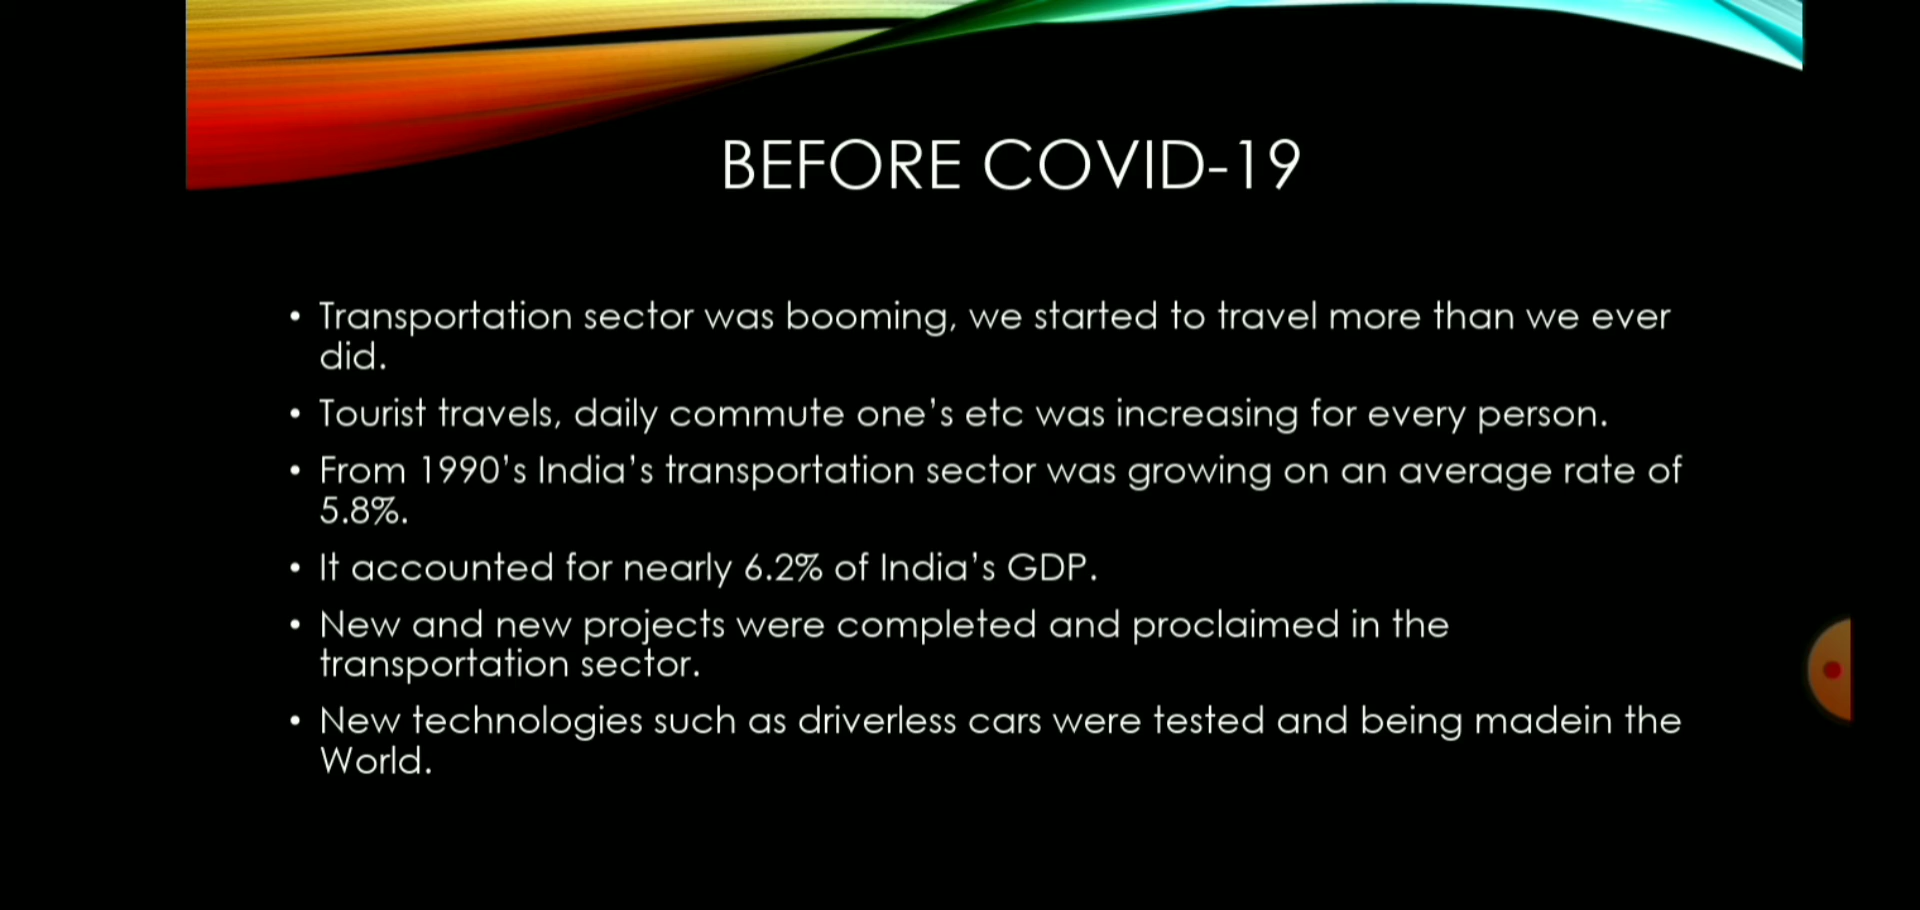 BEFORE COVID-19
• Transportation sector was booming, we started to travel more than we ever
did.
• Tourist travels, daily commute one's etc was increasing for every person.
• From 1990's India's transportation sector was growing on an average rate of
5.8%.
• It accounted for nearly 6.2% of India's GDP.
• New and new projects were completed and proclaimed in the
transportation sector.
• New technologies such as driverless cars were tested and being madein the
World.